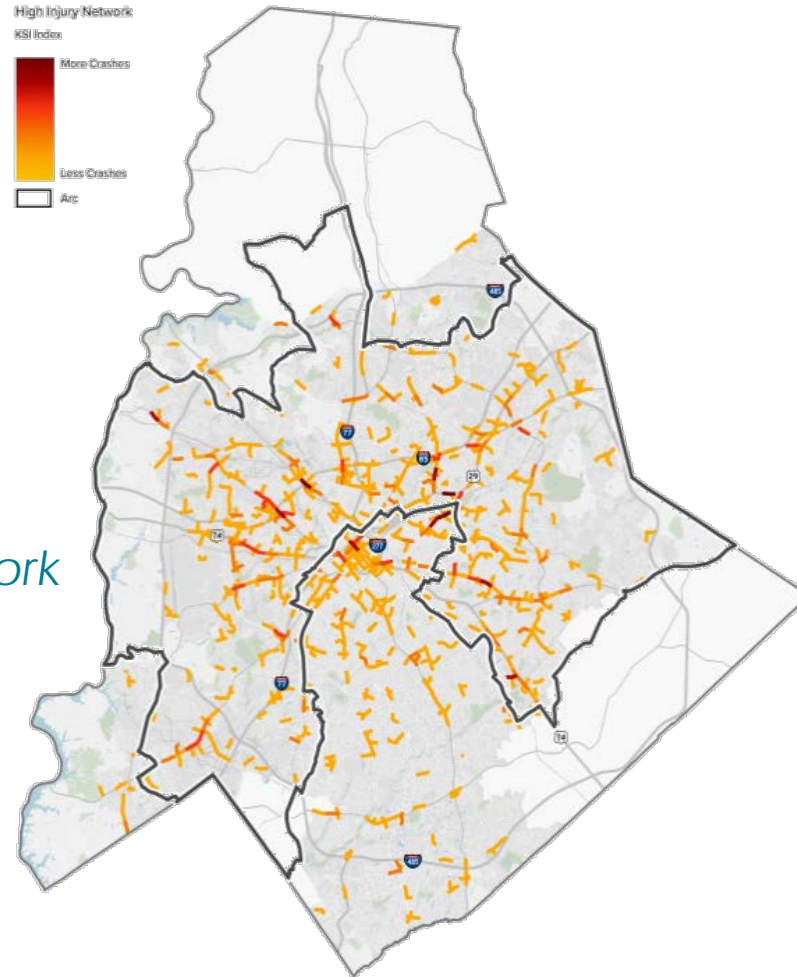 High Injury Network
KSI Index
More Crashes
Less Crashes
Arc
485
77
85
29
74
277
ork
77
74
485